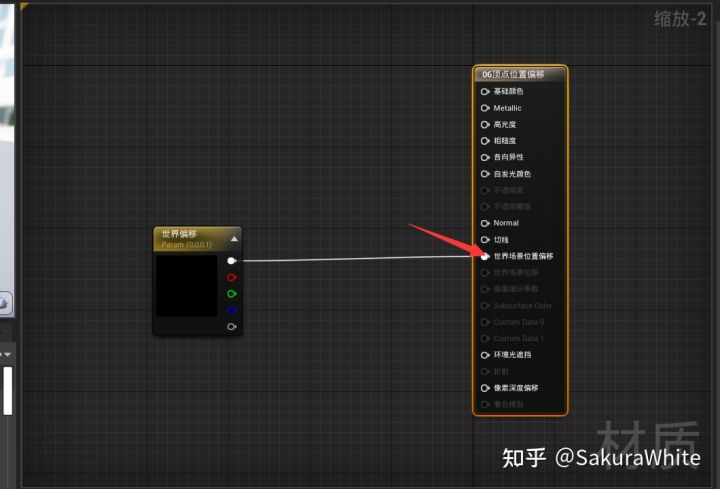 缩放-2
06顶点位置偏移
基础颜色
Metallic
高光度
粗糙度
各向异性
自发光颜色
不透明度
不透明蒙版
Normal
切线
世界场景位置偏移
世界场景位移
曲面细分乘数
Subsurface Color
Custom Data 0
Custom Data 1
环境光遮挡
折射
像素深度偏移
着色模型
世界偏移
Param (0,0,0,1)
材质
知乎 @SakuraWhite